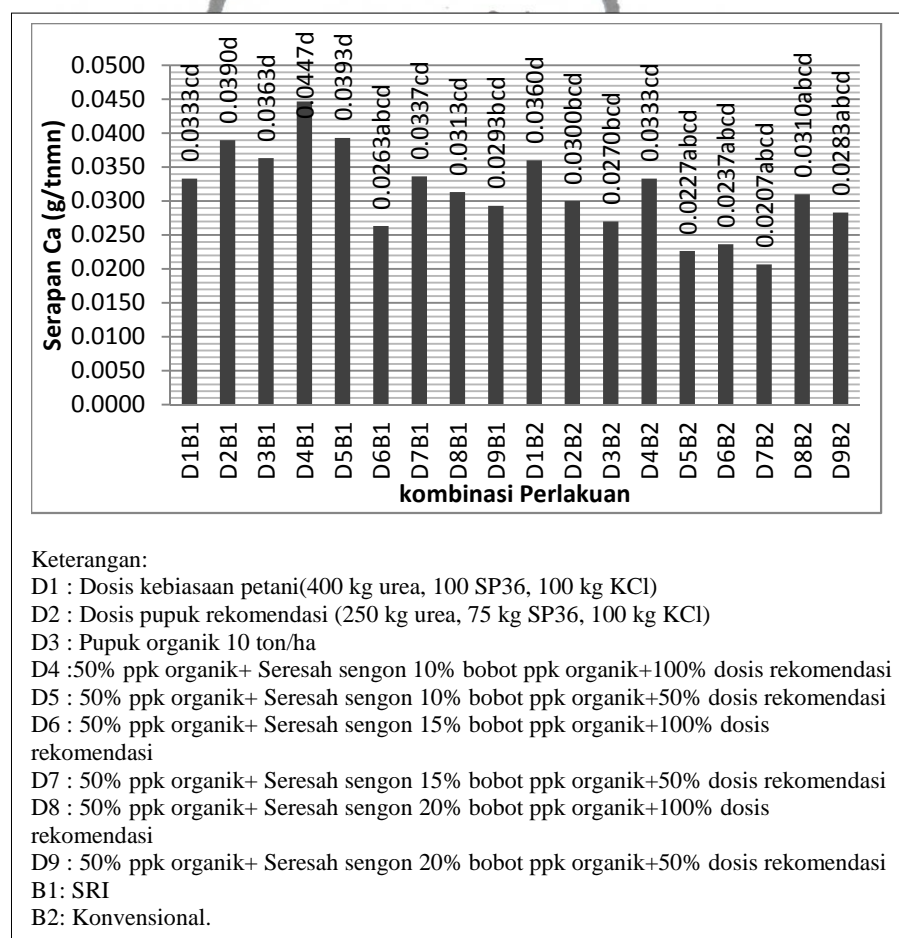 0.0333cd
0.0390d
0.0363d
0.0447d
0.0393d
0.0263abcd
0.0337cd
0.0313cd
0.0293bcd
0.0360d
0.0300bcd
0.0270bcd
0.0333cd
0.0227abcd
0.0237abcd
0.0207abcd
0.0310abcd
0.0283abcd
Serapan Ca (g/tnmn)
0.0500
0.0450
0.0400
0.0350
0.0300
0.0250
0.0200
0.0150
0.0100
0.0050
0.0000
D1B1
D2B1
D3B1
D4B1
D5B1
D6B1
D7B1
D8B1
D9B1
D1B2
D2B2
D3B2
D4B2
D5B2
D6B2
D7B2
D8B2
D9B2
kombinasi Perlakuan
Keterangan:
D1 : Dosis kebiasaan petani(400 kg urea, 100 SP36, 100 kg KCl)
D2 : Dosis pupuk rekomendasi (250 kg urea, 75 kg SP36, 100 kg KCl)
D3 : Pupuk organik 10 ton/ha
D4 :50% ppk organik+ Seresah sengon 10% bobot ppk organik+100% dosis rekomendasi
D5 : 50% ppk organik+ Seresah sengon 10% bobot ppk organik+50% dosis rekomendasi
D6 : 50% ppk organik+ Seresah sengon 15% bobot ppk organik+100% dosis
rekomendasi
D7 : 50% ppk organik+ Seresah sengon 15% bobot ppk organik+50% dosis rekomendasi
D8 : 50% ppk organik+ Seresah sengon 20% bobot ppk organik+100% dosis
rekomendasi
D9 : 50% ppk organik+ Seresah sengon 20% bobot ppk organik+50% dosis rekomendasi
B1: SRI
B2: Konvensional.